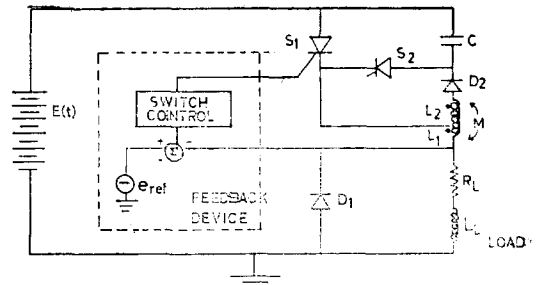 S1
C
S2
D2
SWITCH
CONTROL
E(t)
L2
M
L1
+
-
Σ
eref
FEEDBACK
DEVICE
D1
RL
LL
LOAD